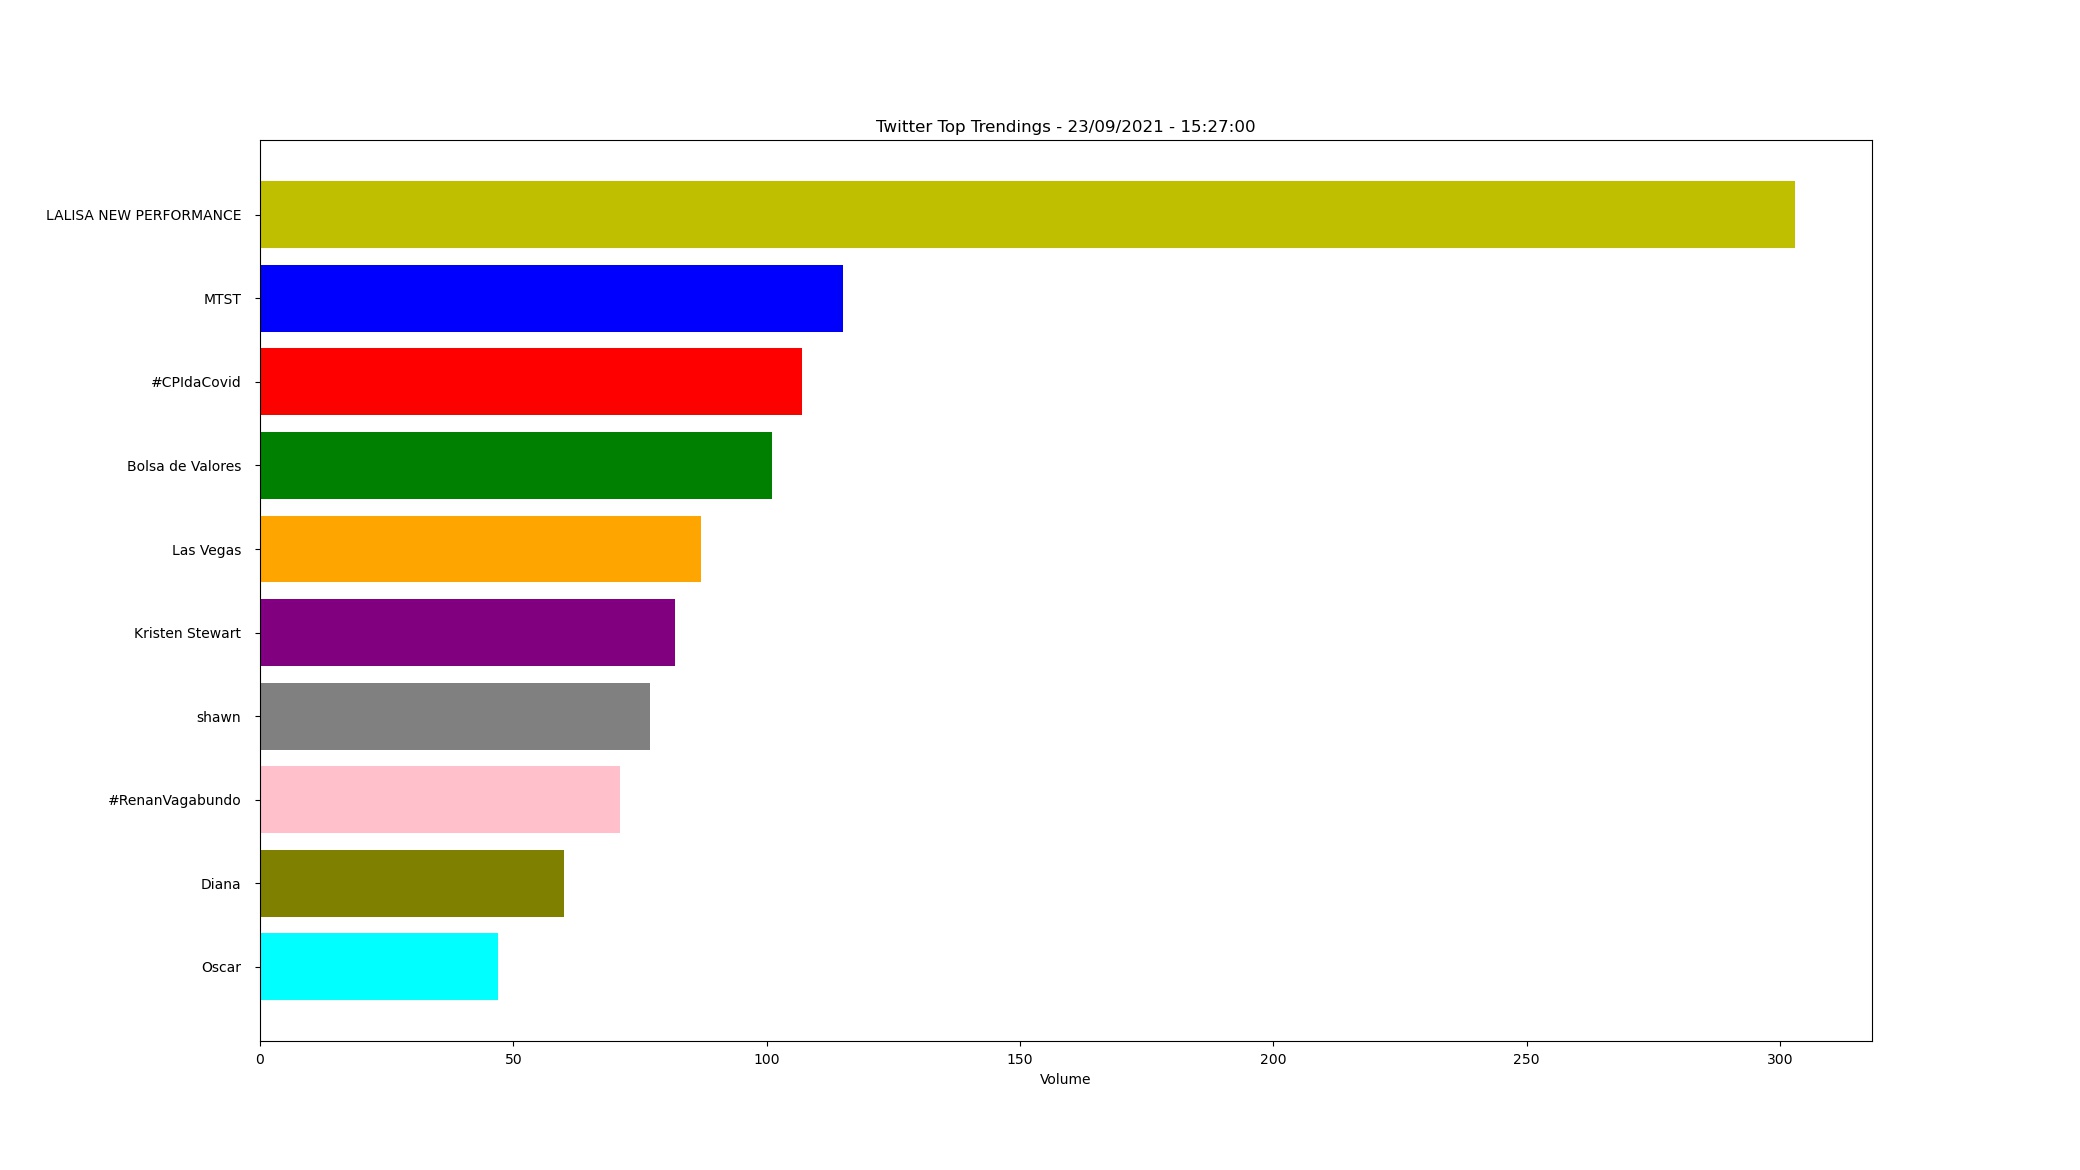 Twitter Top Trendings - 23/09/2021 - 15:27:00
LALISA NEW PERFORMANCE
MTST
#CPIdaCovid
Bolsa de Valores
Las Vegas
Kristen Stewart
shawn
#RenanVagabundo
Diana
Oscar
0 50 100 150 200 250 300
Volume